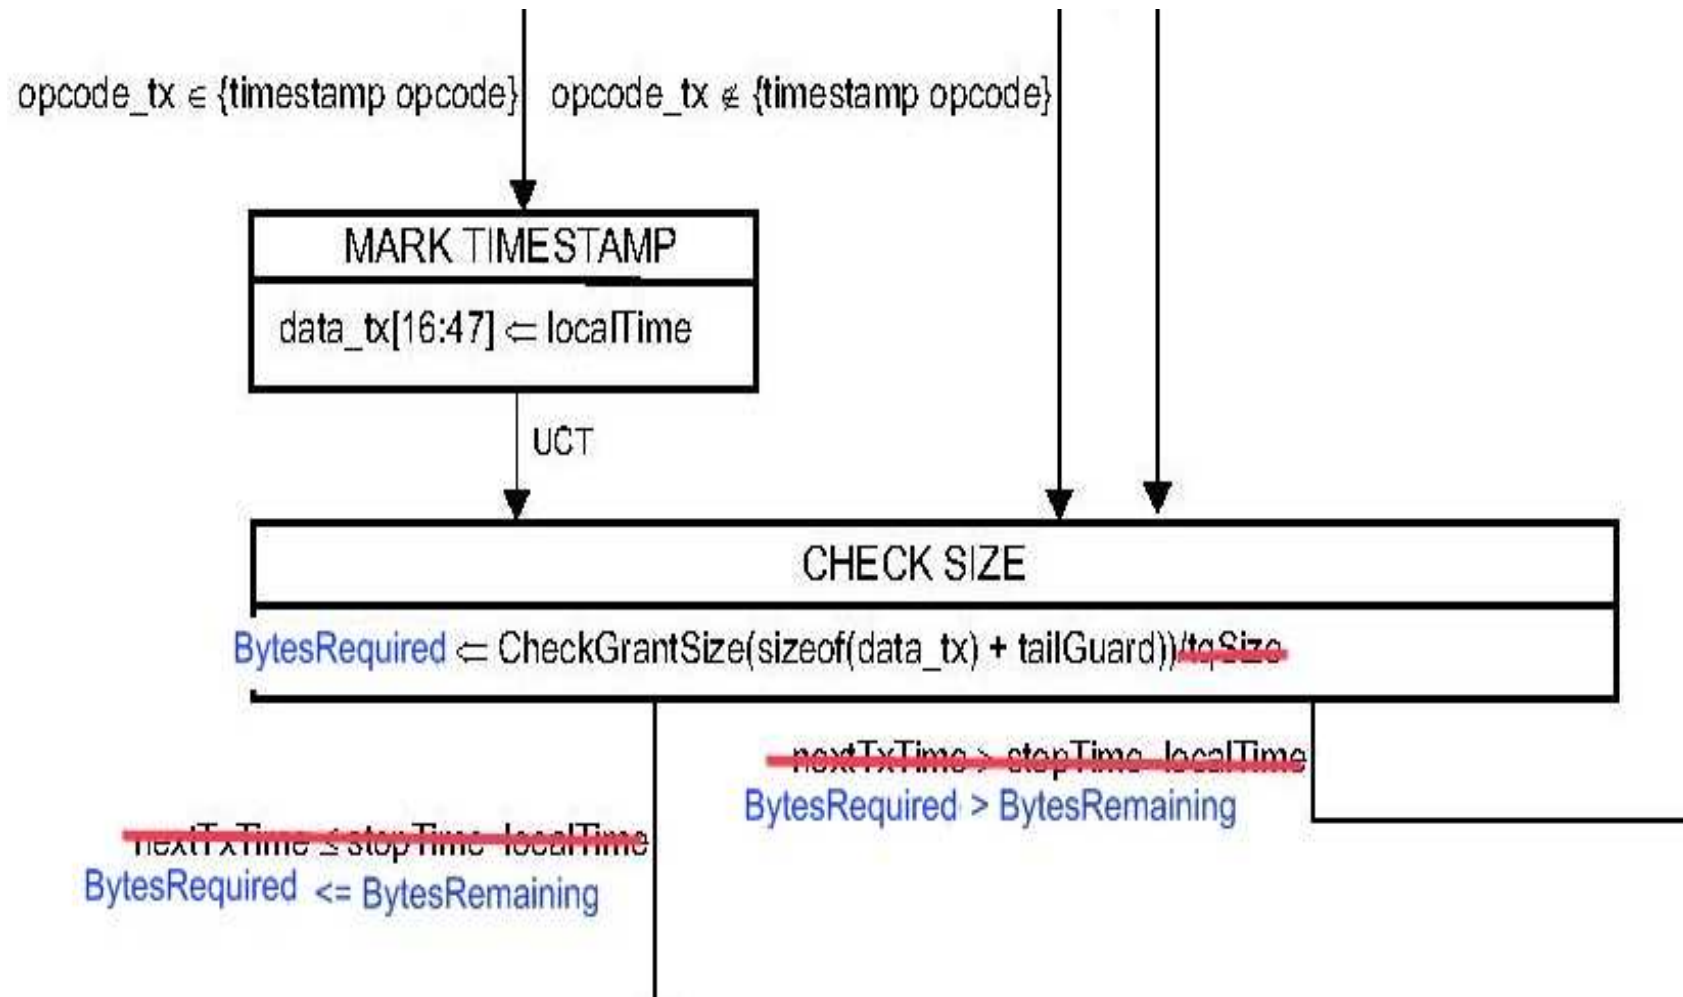 opcode_tx ∈ {timestamp opcode}
opcode_tx ∉ {timestamp opcode}
MARK TIMESTAMP
data_tx[16:47] ⇐ localTime
UCT
CHECK SIZE
BytesRequired ⇐ CheckGrantSize(sizeof(data_tx) + tailGuard))/tqSize
nextTxTime > stopTime-localTime
BytesRequired > BytesRemaining
nextTxTime ≤ stopTime-localTime
BytesRequired <= BytesRemaining